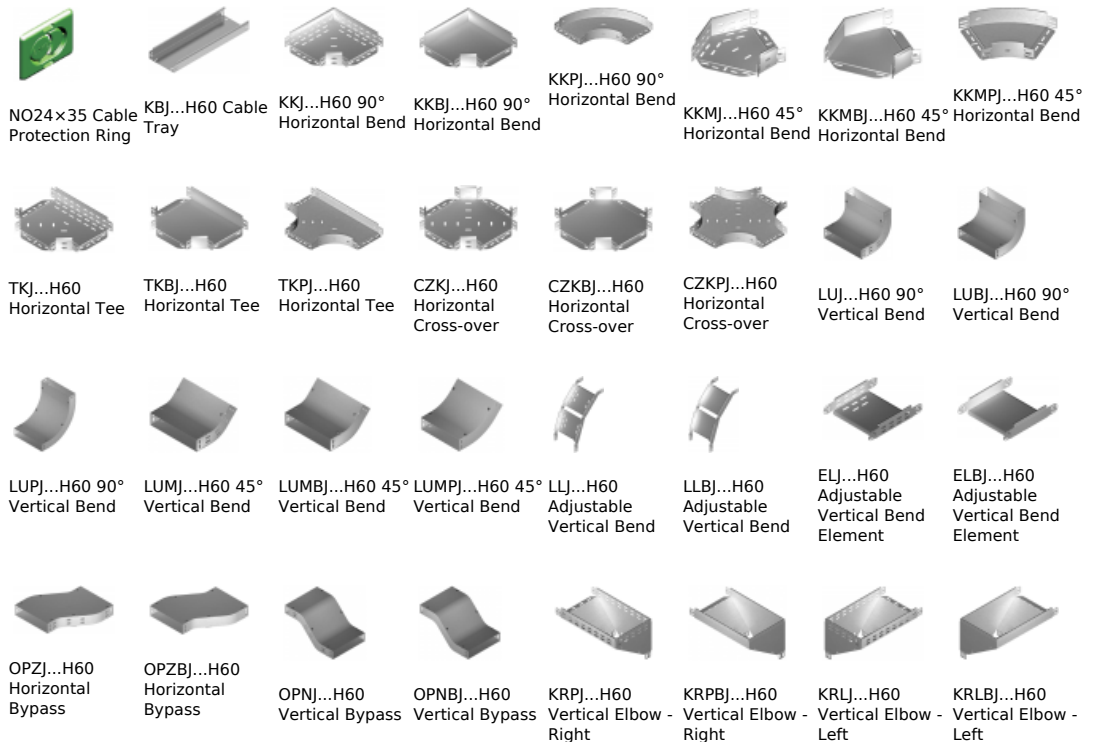 NO24×35 Cable
Protection Ring
KBJ...H60 Cable
Tray
KKJ...H60 90°
Horizontal Bend
KKBJ...H60 90°
Horizontal Bend
KKPJ...H60 90°
Horizontal Bend
KKMJ...H60 45°
Horizontal Bend
KKMBJ...H60 45°
Horizontal Bend
KKMPJ...H60 45°
Horizontal Bend
TKJ...H60
Horizontal Tee
TKBJ...H60
Horizontal Tee
TKPJ...H60
Horizontal Tee
CZKJ...H60
Horizontal
Cross-over
CZKBJ...H60
Horizontal
Cross-over
CZKPJ...H60
Horizontal
Cross-over
LUJ...H60 90°
Vertical Bend
LUBJ...H60 90°
Vertical Bend
LUPJ...H60 90°
Vertical Bend
LUMJ...H60 45°
Vertical Bend
LUMBJ...H60 45°
Vertical Bend
LUMPJ...H60 45°
Vertical Bend
LLJ...H60
Adjustable
Vertical Bend
LLBJ...H60
Adjustable
Vertical Bend
ELJ...H60
Adjustable
Vertical Bend
Element
ELBJ...H60
Adjustable
Vertical Bend
Element
OPZJ...H60
Horizontal
Bypass
OPZBJ...H60
Horizontal
Bypass
OPNJ...H60
Vertical Bypass
OPNBJ...H60
Vertical Bypass
KRPJ...H60
Vertical Elbow -
Right
KRPBJ...H60
Vertical Elbow -
Right
KRLJ...H60
Vertical Elbow -
Left
KRLBJ...H60
Vertical Elbow -
Left